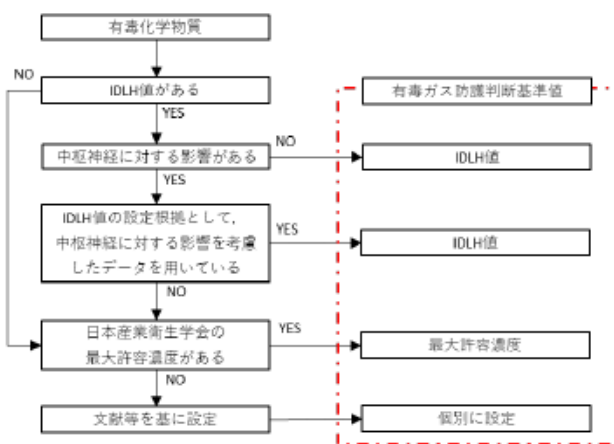 有毒化学物質
NO
IDLH値がある
有毒ガス防護判断基準値
YES
中枢神経に対する影響がある
NO
IDLH値
YES
IDLH値の設定根拠として,
中枢神経に対する影響を考慮
したデータを用いている
YES
IDLH値
NO
日本産業衛生学会の
最大許容濃度がある
YES
最大許容濃度
NO
文献等を基に設定
個別に設定